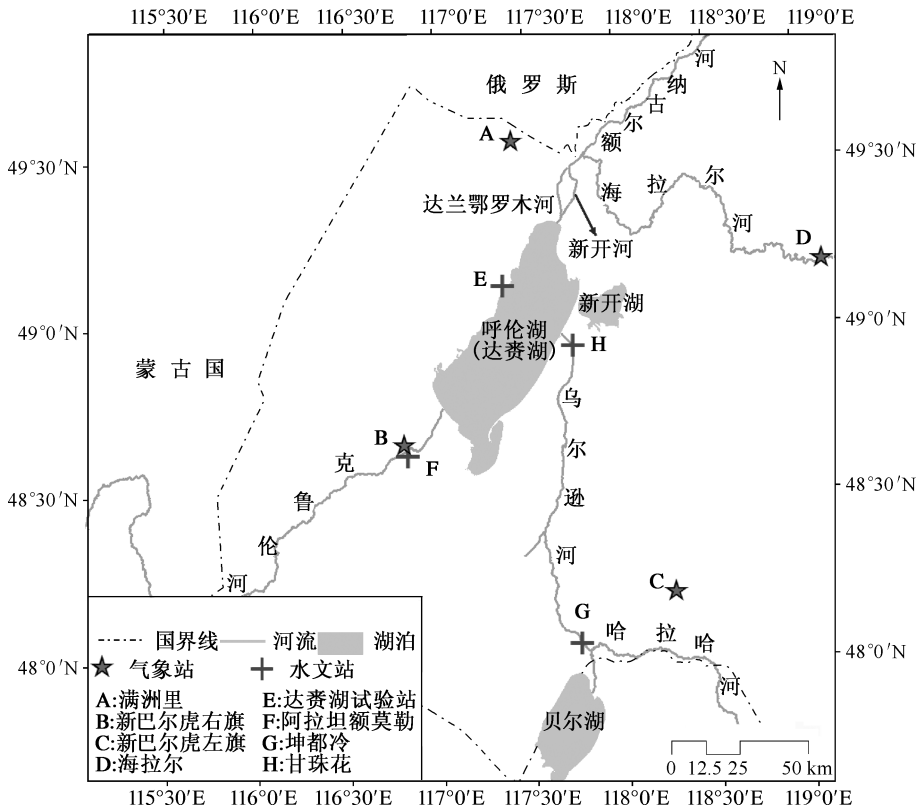 115°30′E 116°0′E 116°30′E 117°0′E 117°30′E 118°0′E 118°30′E 119°0′E
俄 罗 斯
N
A
额尔古纳河
49°30′N
49°30′N
海拉尔河
达兰鄂罗木河
新开河
D
E
新开湖
49°0′N
49°0′N
呼伦湖
(达赉湖)
H
蒙 古 国
乌尔逊河
B
F
克鲁伦河
48°30′N
48°30′N
C
G
哈拉哈河
48°0′N
48°0′N
贝尔湖
国界线 河流 湖泊
气象站 水文站
A:满洲里 E:达赉湖试验站
B:新巴尔虎右旗 F:阿拉坦额莫勒
C:新巴尔虎左旗 G:坤都冷
D:海拉尔 H:甘珠花
0 12.5 25 50 km
115°30′E 116°0′E 116°30′E 117°0′E 117°30′E 118°0′E 118°30′E 119°0′E